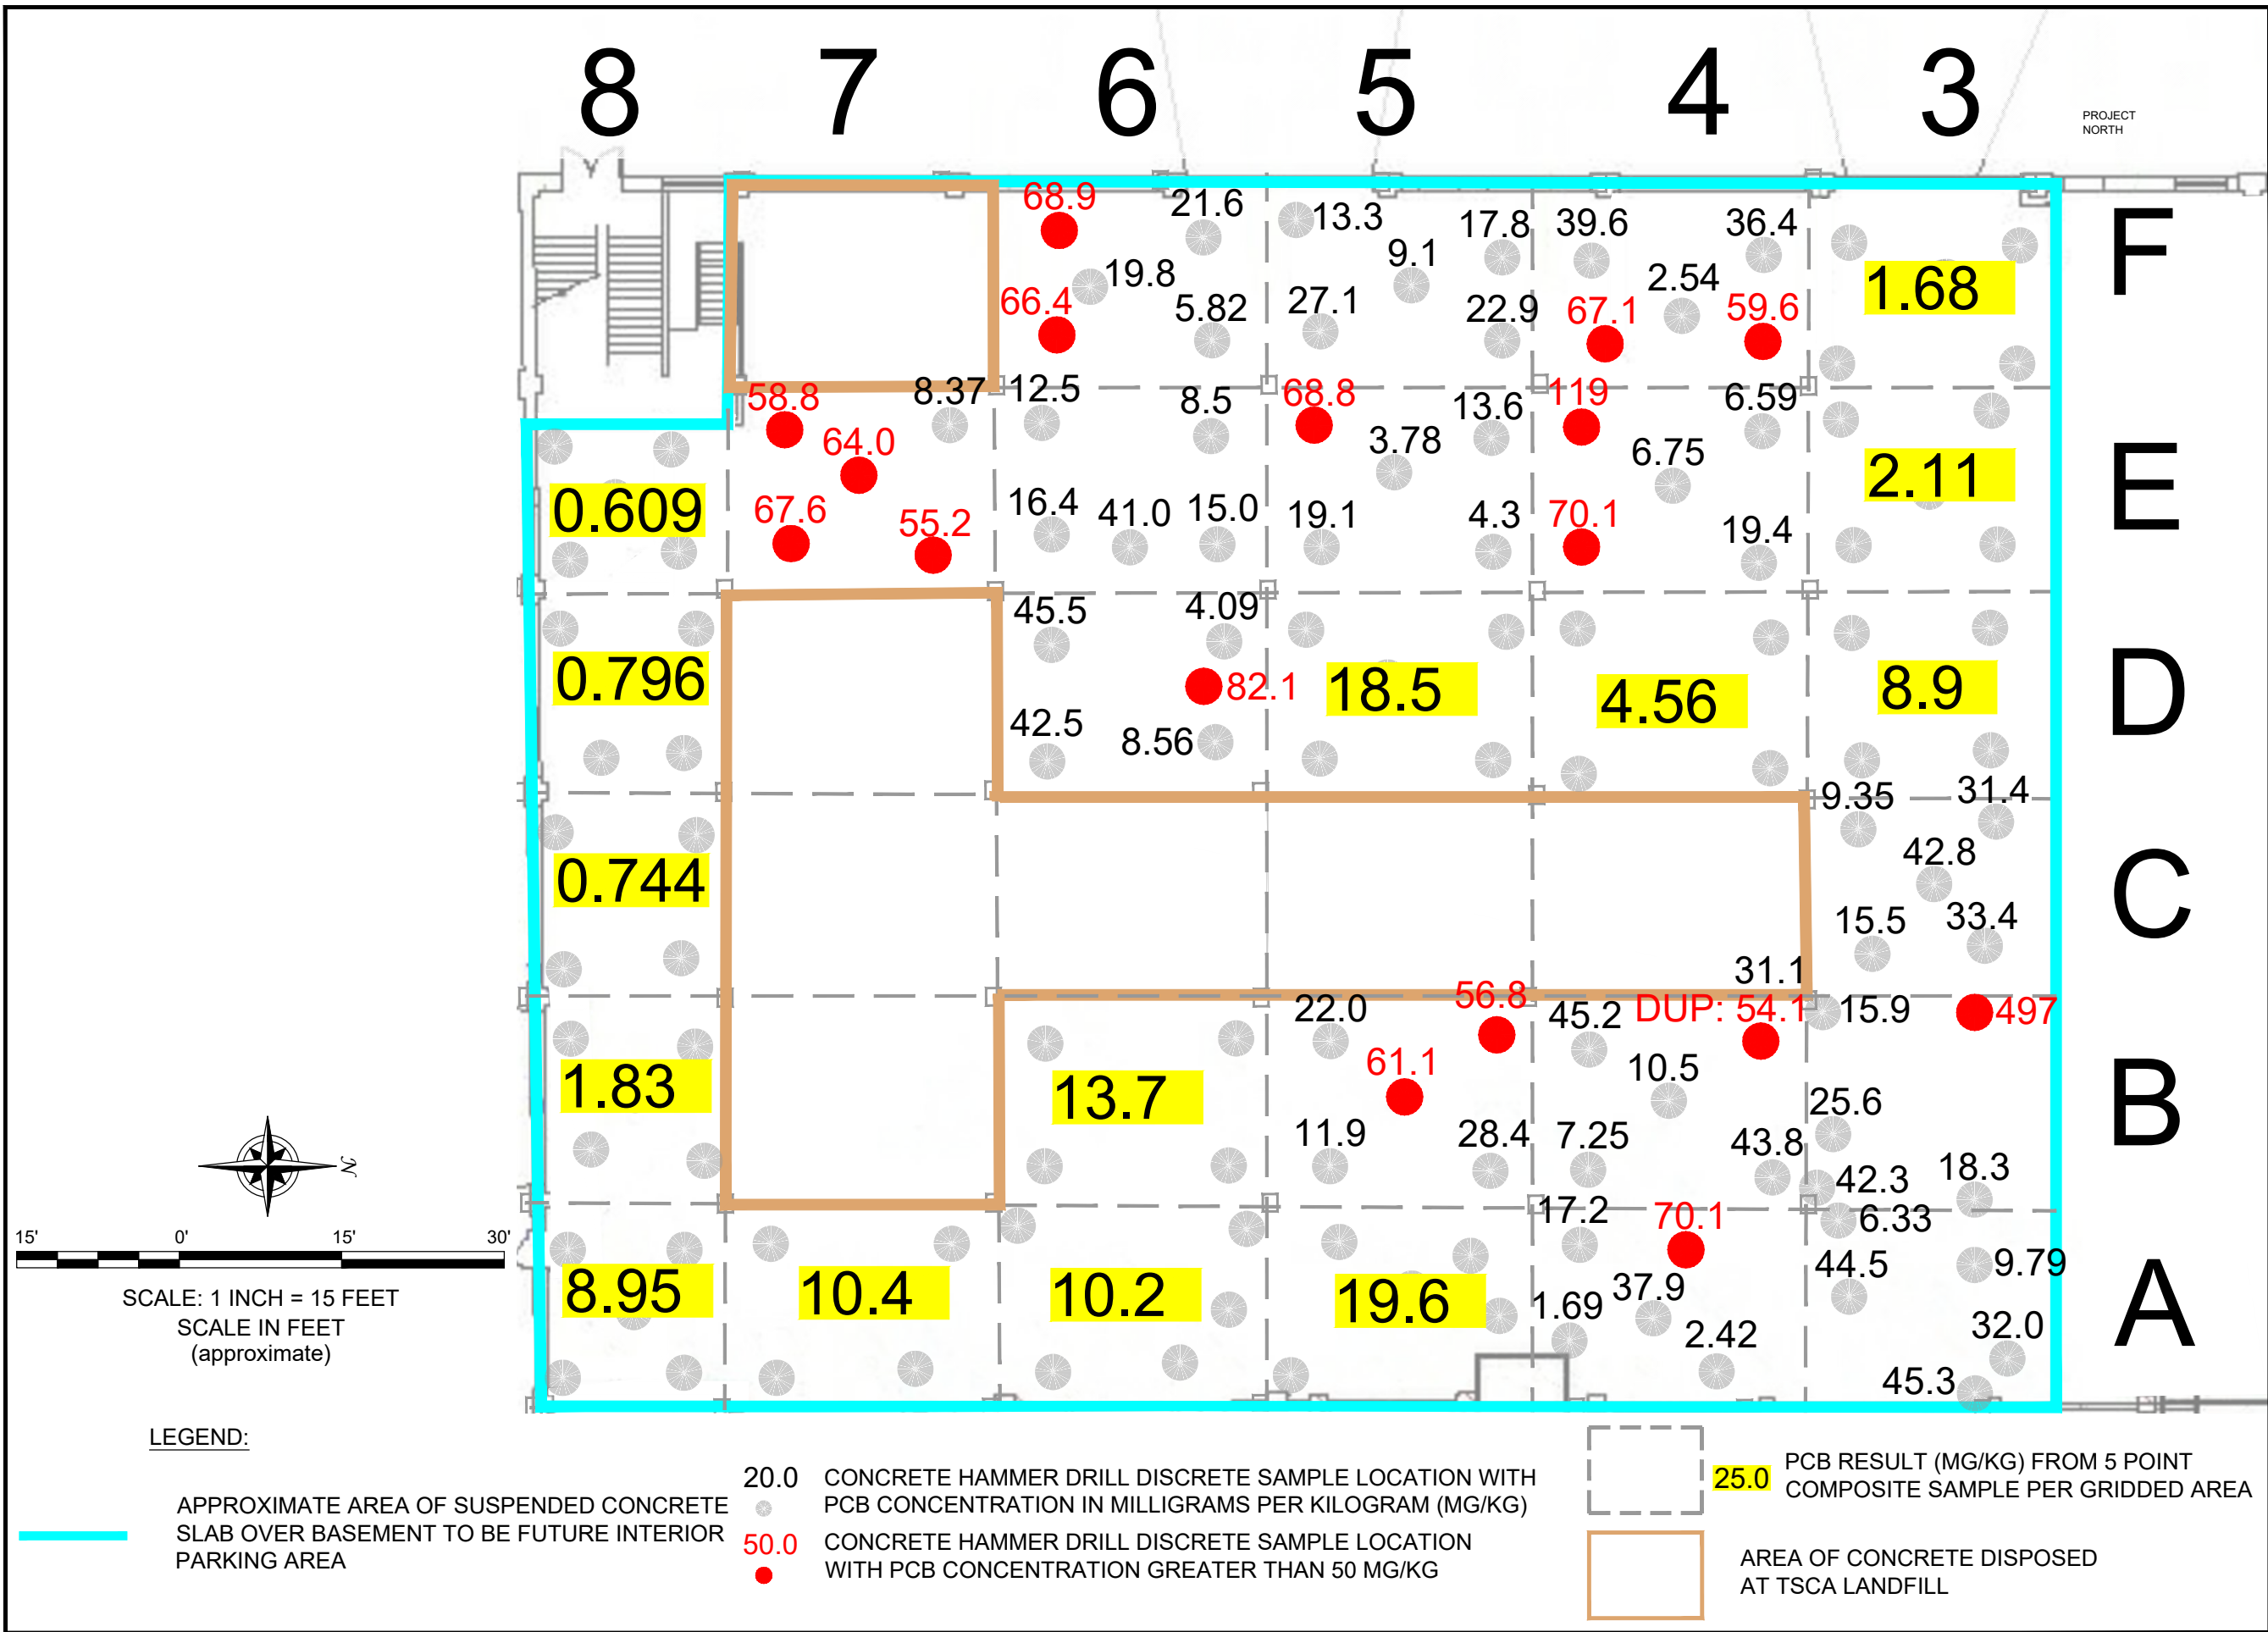 8 7 6 5 4 3
PROJECT
NORTH
F
68.9 21.6 13.3 17.8 39.6 36.4
19.8 9.1 2.54
66.4 5.82 27.1 22.9 67.1 59.6
1.68
E
58.8 8.37 12.5 8.5 68.8 13.6 119 6.59
64.0 3.78 6.75
0.609 67.6 55.2 16.4 41.0 15.0 19.1 4.3 70.1 19.4
2.11
D
45.5 4.09
0.796 82.1 18.5 4.56 8.9
42.5 8.56
C
9.35 31.4
0.744 42.8
15.5 33.4
B
31.1
22.0 56.8 45.2 DUP: 54.1 15.9 497
61.1 10.5
1.83 13.7 25.6
11.9 28.4 7.25 43.8
42.3 18.3
A
17.2 70.1 6.33
8.95 10.4 10.2 19.6 44.5 9.79
1.69 37.9 2.42 32.0
45.3
N
15' 0' 15' 30'
SCALE: 1 INCH = 15 FEET
SCALE IN FEET
(approximate)
LEGEND:
APPROXIMATE AREA OF SUSPENDED CONCRETE
SLAB OVER BASEMENT TO BE FUTURE INTERIOR
PARKING AREA
20.0 CONCRETE HAMMER DRILL DISCRETE SAMPLE LOCATION WITH
PCB CONCENTRATION IN MILLIGRAMS PER KILOGRAM (MG/KG)
50.0 CONCRETE HAMMER DRILL DISCRETE SAMPLE LOCATION
WITH PCB CONCENTRATION GREATER THAN 50 MG/KG
25.0 PCB RESULT (MG/KG) FROM 5 POINT
COMPOSITE SAMPLE PER GRIDDED AREA
AREA OF CONCRETE DISPOSED
AT TSCA LANDFILL